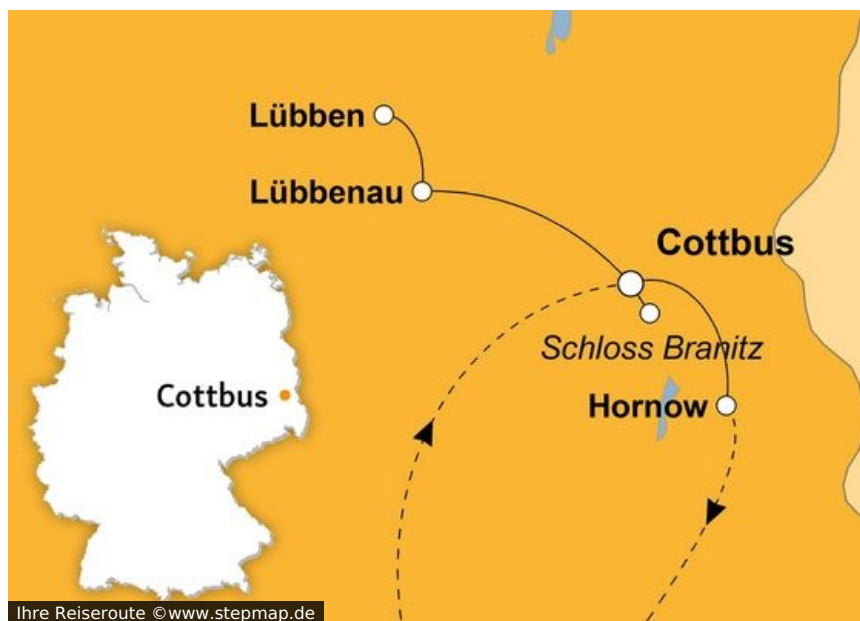 Lübben
Lübbenau
Cottbus
Schloss Branitz
Cottbus
Hornow
Ihre Reiseroute ©www.stepmap.de